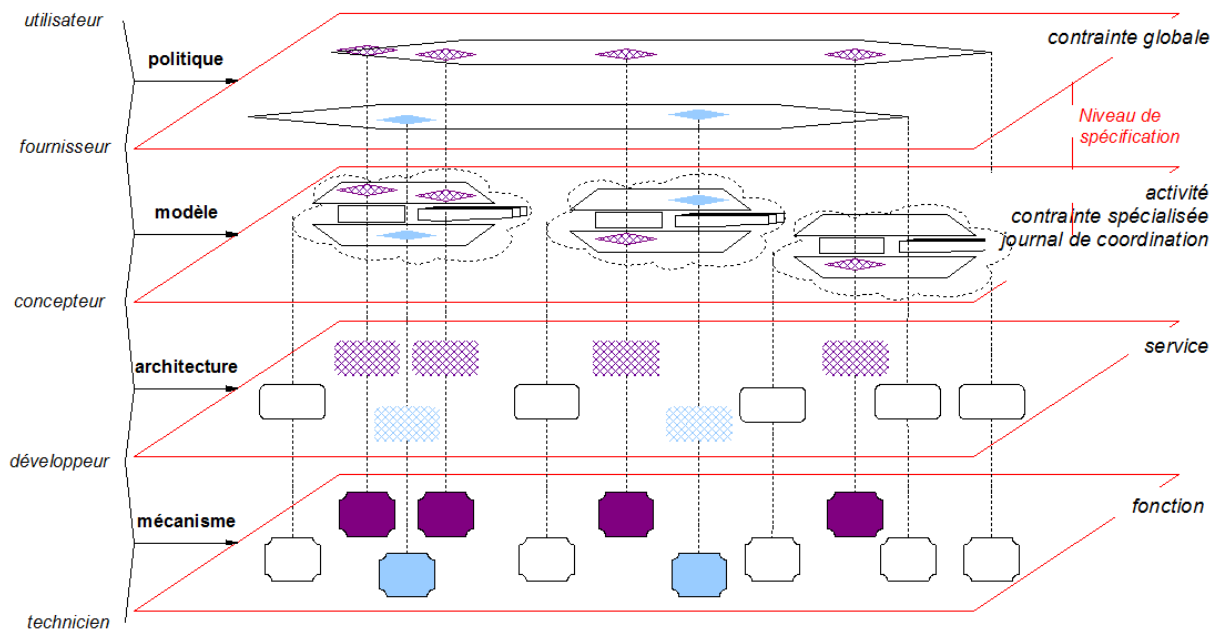 utilisateur
politique
contrainte globale
Niveau de
spécification
fournisseur
modèle
activité
contrainte spécialisée
journal de coordination
concepteur
architecture
service
développeur
mécanisme
fonction
technicien